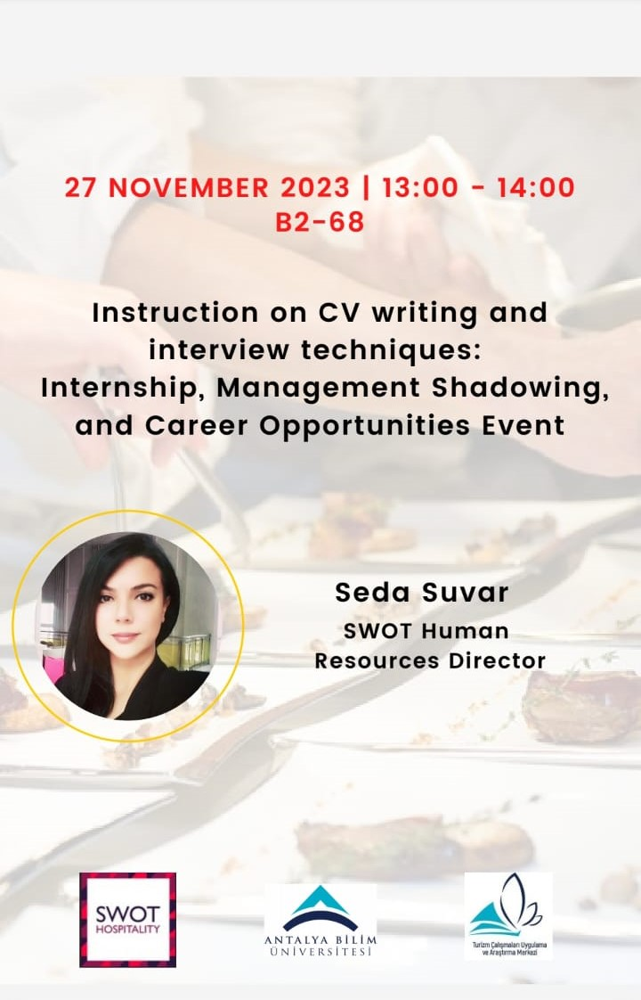 27 NOVEMBER 2023 | 13:00 - 14:00
B2-68
Instruction on CV writing and
interview techniques:
Internship, Management Shadowing,
and Career Opportunities Event
Seda Suvar
SWOT Human
Resources Director
SWOT
HOSPITALITY
ANTALYA BİLİM
ÜNİVERSİTESİ
Turizm Çalışmaları Uygulama
ve Araştırma Merkezi